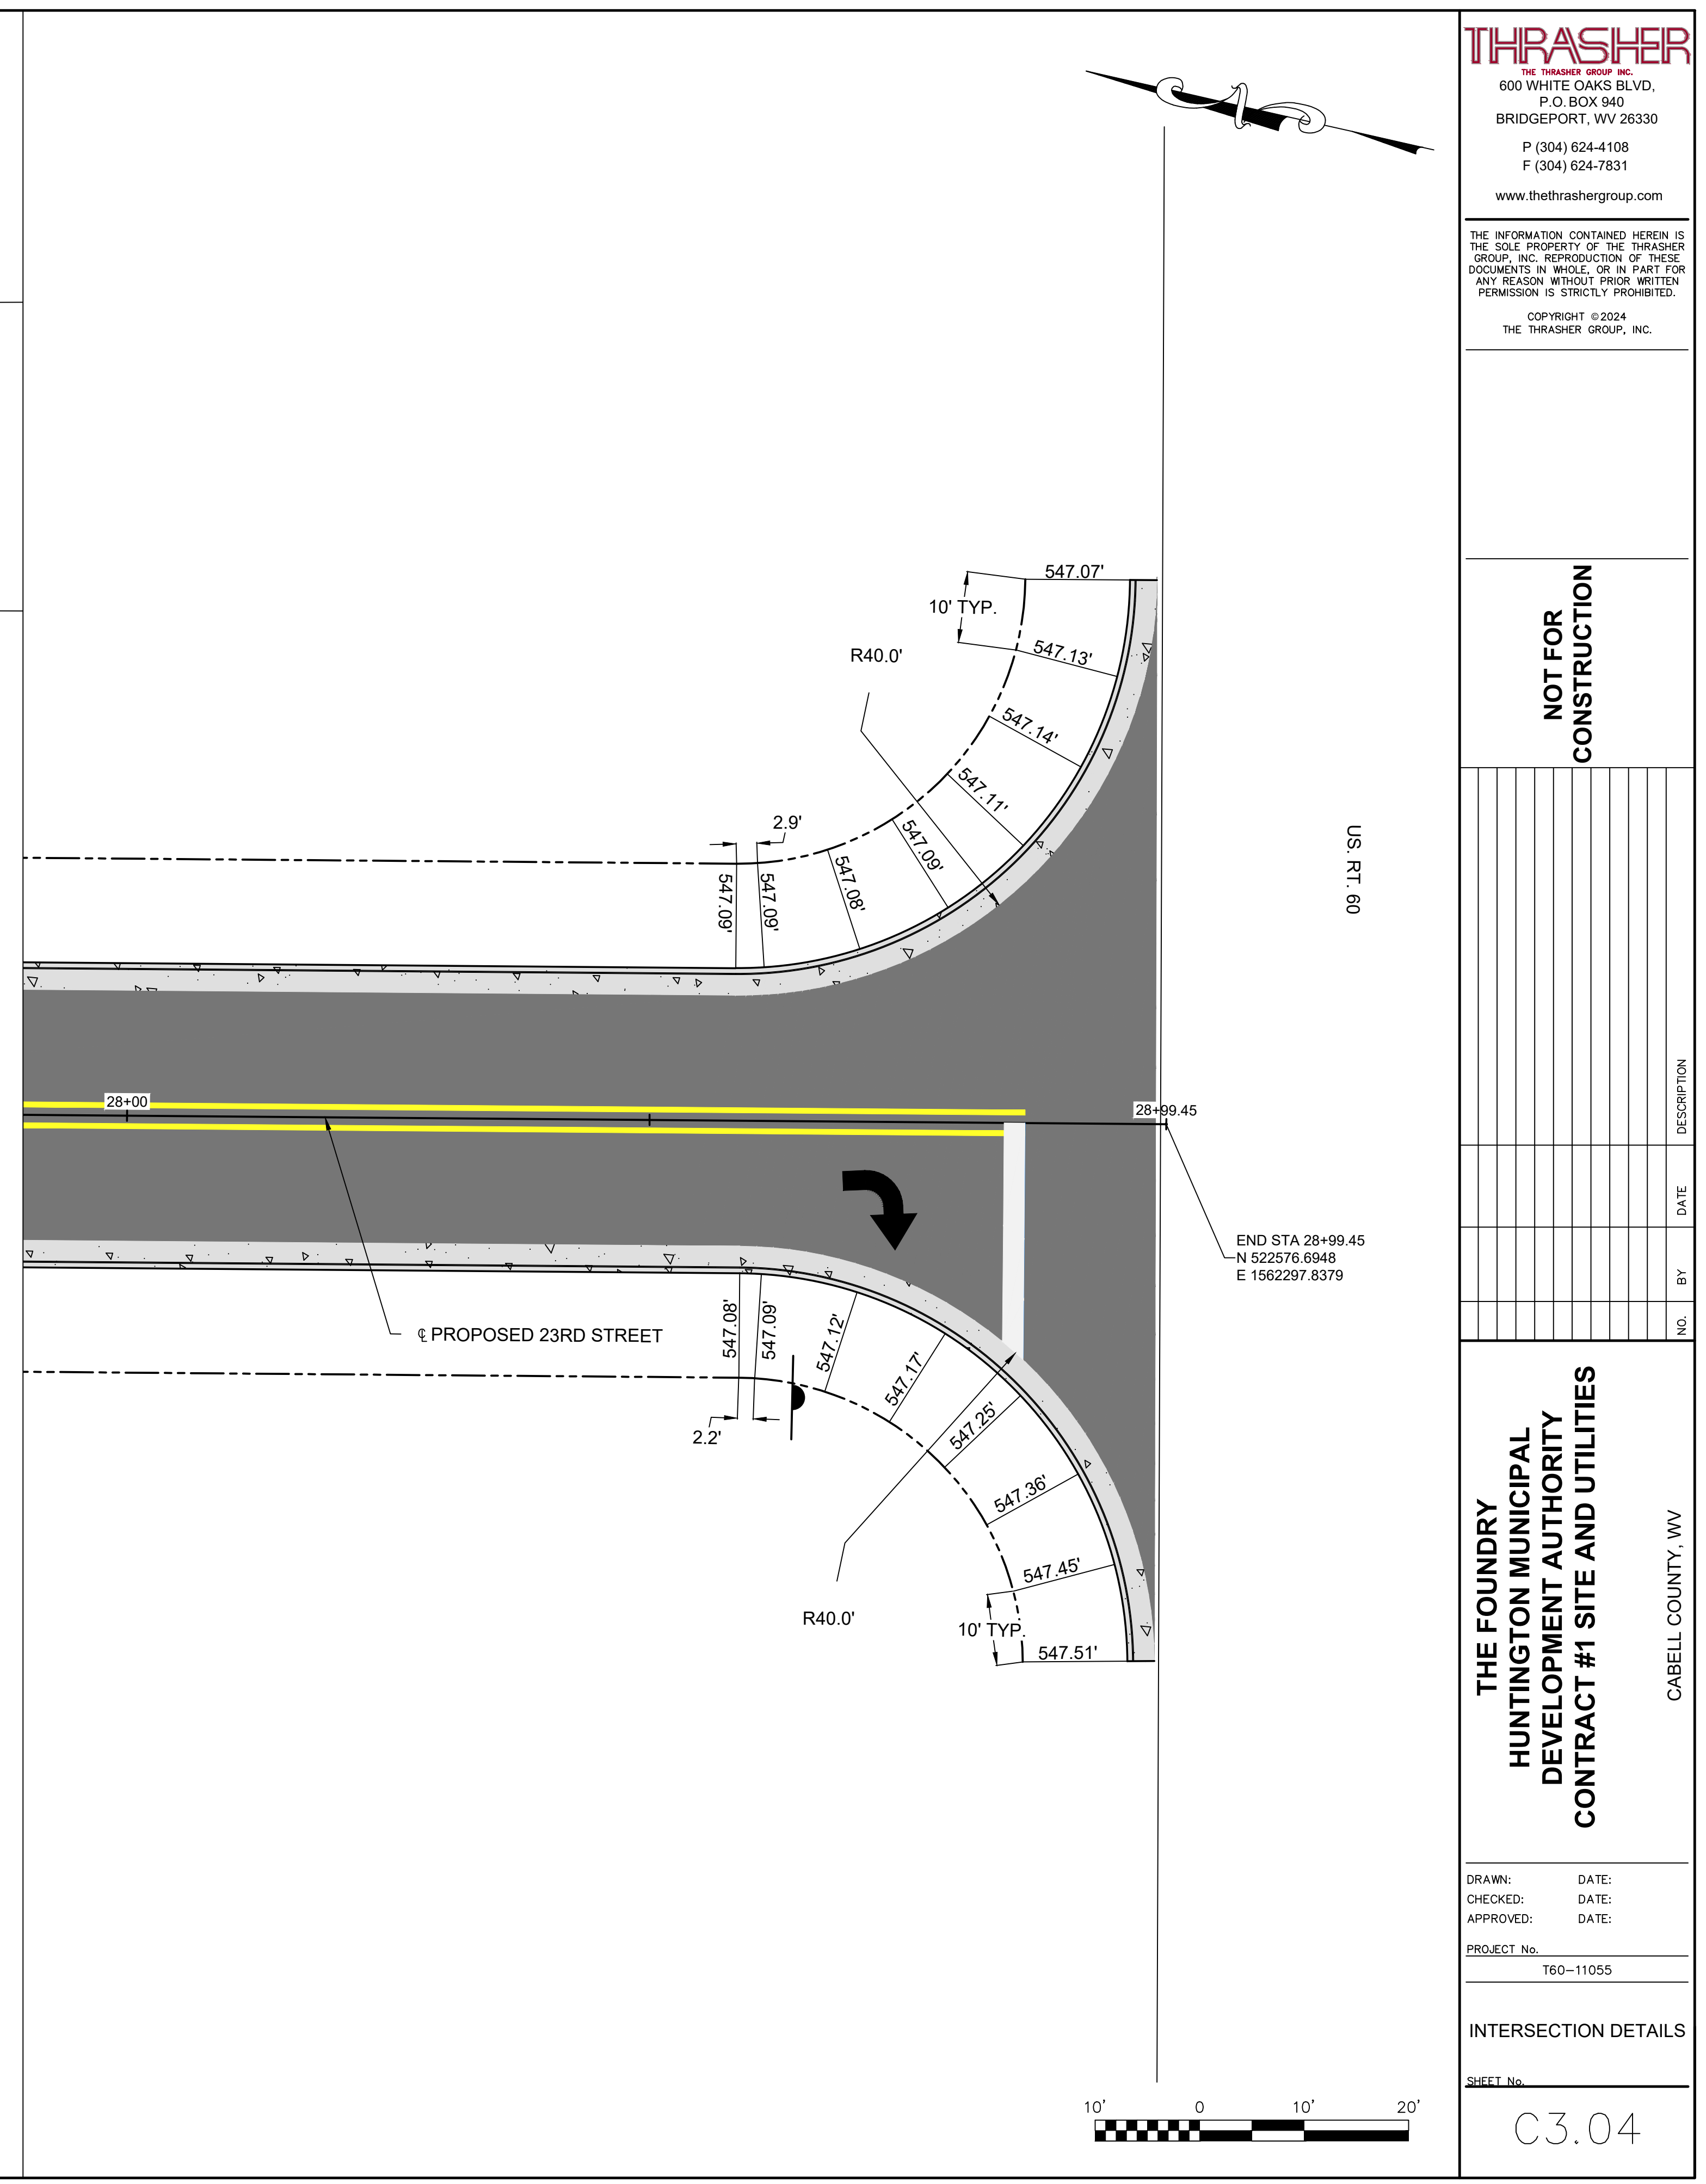 THRASHER
THE THRASHER GROUP INC.
600 WHITE OAKS BLVD,
P.O. BOX 940
BRIDGEPORT, WV 26330
P (304) 624-4108
F (304) 624-7831
www.thethrashergroup.com
THE INFORMATION CONTAINED HEREIN IS
THE SOLE PROPERTY OF THE THRASHER
GROUP, INC. REPRODUCTION OF THESE
DOCUMENTS IN WHOLE, OR IN PART FOR
ANY REASON WITHOUT PRIOR WRITTEN
PERMISSION IS STRICTLY PROHIBITED.
COPYRIGHT ©2024
THE THRASHER GROUP, INC.
N
547.07'
10' TYP.
547.13'
R40.0'
547.14'
547.11'
2.9'
547.09'
547.08'
547.09'
547.09'
US. RT. 60
28+00
28+99.45
END STA 28+99.45
N 522576.6948
E 1562297.8379
℄ PROPOSED 23RD STREET
547.08'
547.09'
547.12'
547.17'
547.25'
2.2'
547.36'
547.45'
R40.0'
10' TYP.
547.51'
10' 0 10' 20'
NOT FOR
CONSTRUCTION
NO. BY DATE DESCRIPTION
THE FOUNDRY
HUNTINGTON MUNICIPAL
DEVELOPMENT AUTHORITY
CONTRACT #1 SITE AND UTILITIES
CABELL COUNTY, WV
DRAWN: DATE:
CHECKED: DATE:
APPROVED: DATE:
PROJECT No.
T60-11055
INTERSECTION DETAILS
SHEET No.
C3.04